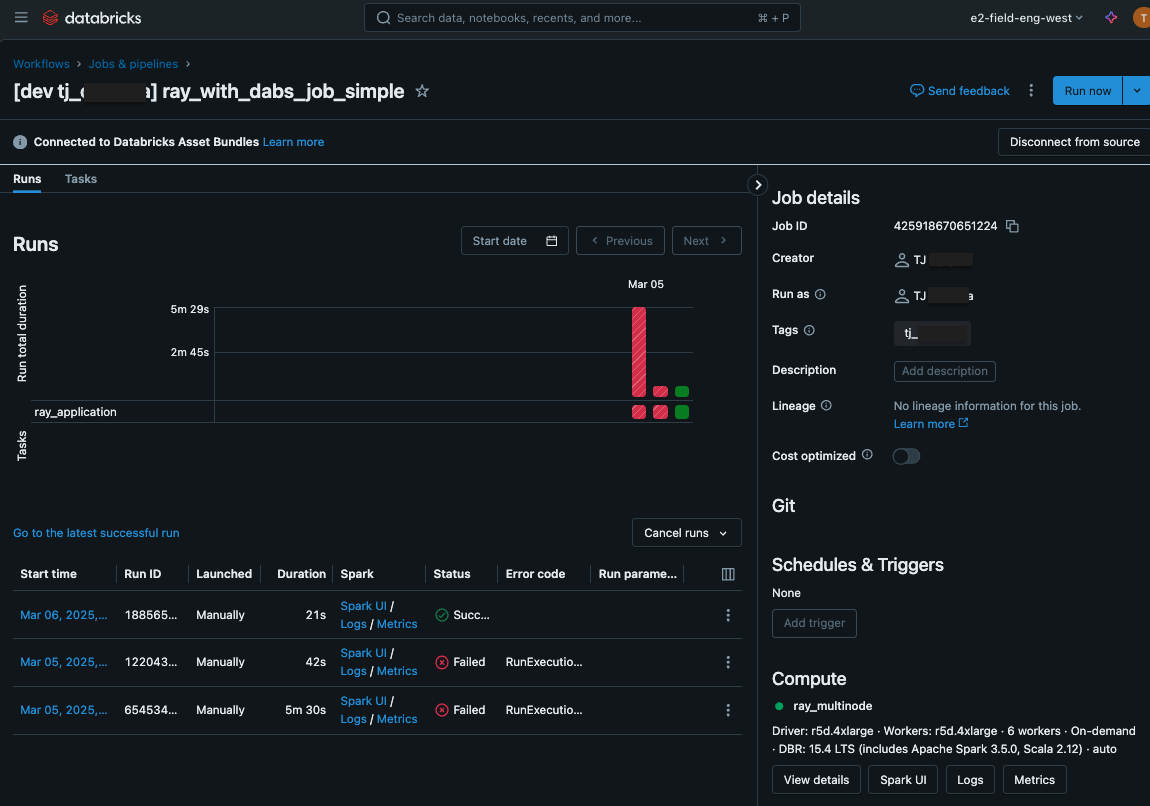 databricks
Search data, notebooks, recents, and more...
⌘ + P
e2-field-eng-west
T
Workflows > Jobs & pipelines >
[dev tj_ ] ray_with_dabs_job_simple
Send feedback
Run now
Connected to Databricks Asset Bundles Learn more
Disconnect from source
Runs
Tasks
Runs
Start date
Previous
Next
Mar 05
Run total duration
5m 29s
2m 45s
ray_application
Tasks
Go to the latest successful run
Cancel runs
Start time
Run ID
Launched
Duration
Spark
Status
Error code
Run parame...
Mar 06, 2025,...
188565...
Manually
21s
Spark UI /
Logs / Metrics
Succ...
Mar 05, 2025,...
122043...
Manually
42s
Spark UI /
Logs / Metrics
Failed
RunExecutio...
Mar 05, 2025,...
654534...
Manually
5m 30s
Spark UI /
Logs / Metrics
Failed
RunExecutio...
Job details
Job ID
425918670651224
Creator
TJ
Run as
TJ
Tags
tj_
Description
Add description
Lineage
No lineage information for this job.
Learn more
Cost optimized
Git
Schedules & Triggers
None
Add trigger
Compute
ray_multinode
Driver: r5d.4xlarge · Workers: r5d.4xlarge · 6 workers · On-demand
· DBR: 15.4 LTS (includes Apache Spark 3.5.0, Scala 2.12) · auto
View details
Spark UI
Logs
Metrics